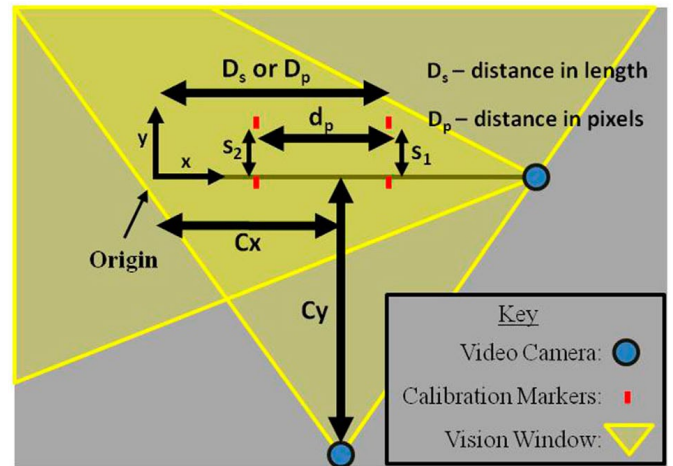 Ds or Dp
Ds – distance in length
dp
Dp – distance in pixels
y
S2
S1
x
Cx
Origin
Cy
Key
Video Camera:
Calibration Markers:
Vision Window: